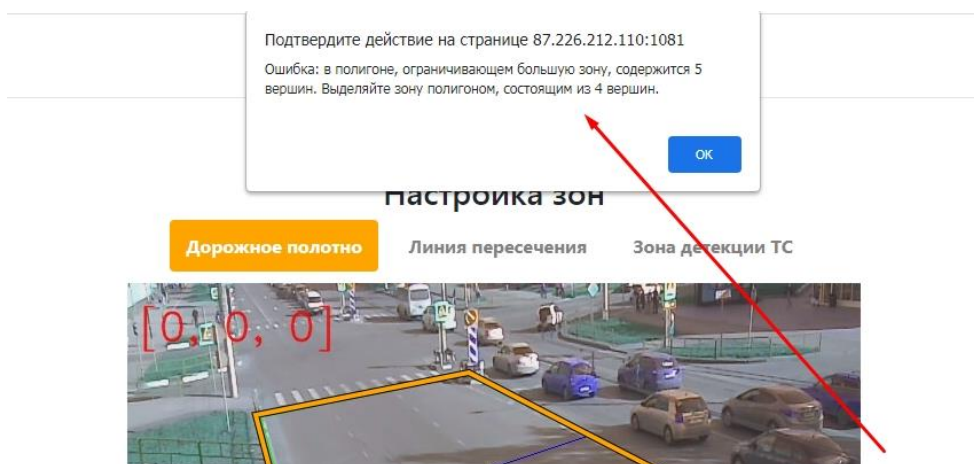 Подтвердите действие на странице 87.226.212.110:1081
Ошибка: в полигоне, ограничивающем большую зону, содержится 5
вершин. Выделяйте зону полигоном, состоящим из 4 вершин.
ОК
Настройка зон
Дорожное полотно Линия пересечения Зона детекции ТС
[0, 0, 0]